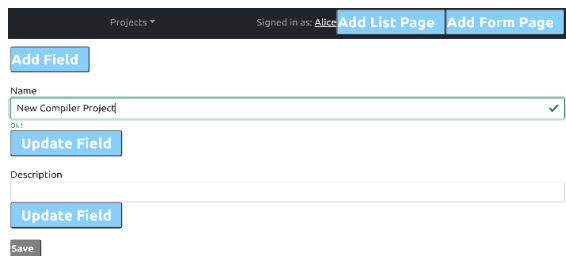 Projects Signed in as: Alice Add List Page Add Form Page
Add Field
Name
New Compiler Project
Ok!
Update Field
Description
Update Field
Save